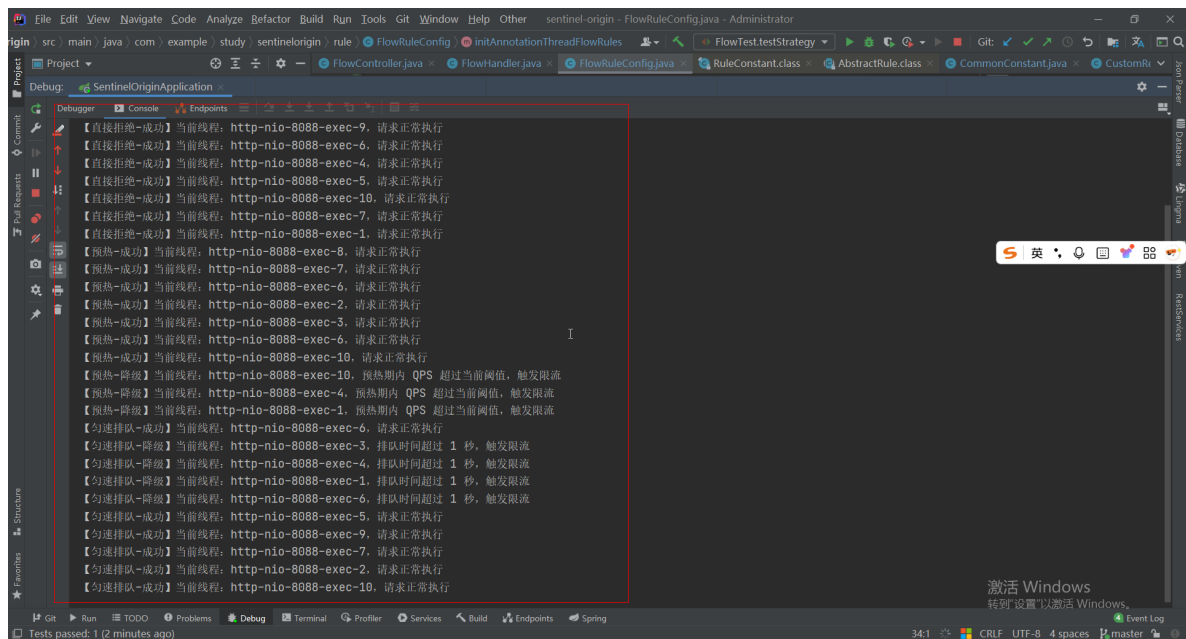 File Edit View Navigate Code Analyze Refactor Build Run Tools Git Window Help Other sentinel-origin - FlowRuleConfig.java - Administrator
rigin src main java com example study sentinelorigin rule FlowRuleConfig initAnnotationThreadFlowRules FlowTest.testStrategy Git:
Project FlowController.java FlowHandler.java FlowRuleConfig.java RuleConstant.class AbstractRule.class CommonConstant.java CustomRu
Debug: SentinelOriginApplication
Debugger Console Endpoints
【直接拒绝-成功】当前线程：http-nio-8088-exec-9，请求正常执行
【直接拒绝-成功】当前线程：http-nio-8088-exec-6，请求正常执行
【直接拒绝-成功】当前线程：http-nio-8088-exec-4，请求正常执行
【直接拒绝-成功】当前线程：http-nio-8088-exec-5，请求正常执行
【直接拒绝-成功】当前线程：http-nio-8088-exec-10，请求正常执行
【直接拒绝-成功】当前线程：http-nio-8088-exec-7，请求正常执行
【直接拒绝-成功】当前线程：http-nio-8088-exec-1，请求正常执行
【预热-成功】当前线程：http-nio-8088-exec-8，请求正常执行
【预热-成功】当前线程：http-nio-8088-exec-7，请求正常执行
【预热-成功】当前线程：http-nio-8088-exec-6，请求正常执行
【预热-成功】当前线程：http-nio-8088-exec-2，请求正常执行
【预热-成功】当前线程：http-nio-8088-exec-3，请求正常执行
【预热-成功】当前线程：http-nio-8088-exec-6，请求正常执行
【预热-成功】当前线程：http-nio-8088-exec-10，请求正常执行
【预热-降级】当前线程：http-nio-8088-exec-10，预热期内 QPS 超过当前阈值，触发限流
【预热-降级】当前线程：http-nio-8088-exec-4，预热期内 QPS 超过当前阈值，触发限流
【预热-降级】当前线程：http-nio-8088-exec-1，预热期内 QPS 超过当前阈值，触发限流
【匀速排队-成功】当前线程：http-nio-8088-exec-6，请求正常执行
【匀速排队-降级】当前线程：http-nio-8088-exec-3，排队时间超过 1 秒，触发限流
【匀速排队-降级】当前线程：http-nio-8088-exec-4，排队时间超过 1 秒，触发限流
【匀速排队-降级】当前线程：http-nio-8088-exec-1，排队时间超过 1 秒，触发限流
【匀速排队-降级】当前线程：http-nio-8088-exec-6，排队时间超过 1 秒，触发限流
【匀速排队-成功】当前线程：http-nio-8088-exec-5，请求正常执行
【匀速排队-成功】当前线程：http-nio-8088-exec-9，请求正常执行
【匀速排队-成功】当前线程：http-nio-8088-exec-7，请求正常执行
【匀速排队-成功】当前线程：http-nio-8088-exec-2，请求正常执行
【匀速排队-成功】当前线程：http-nio-8088-exec-10，请求正常执行
Project
Commit
Pull Requests
Structure
Favorites
Json Parser
Database
Lingma
RestServices
英
激活 Windows
转到"设置"以激活 Windows。
Git Run TODO Problems Debug Terminal Profiler Services Build Endpoints Spring Event Log
Tests passed: 1 (2 minutes ago) 34:1 CRLF UTF-8 4 spaces master